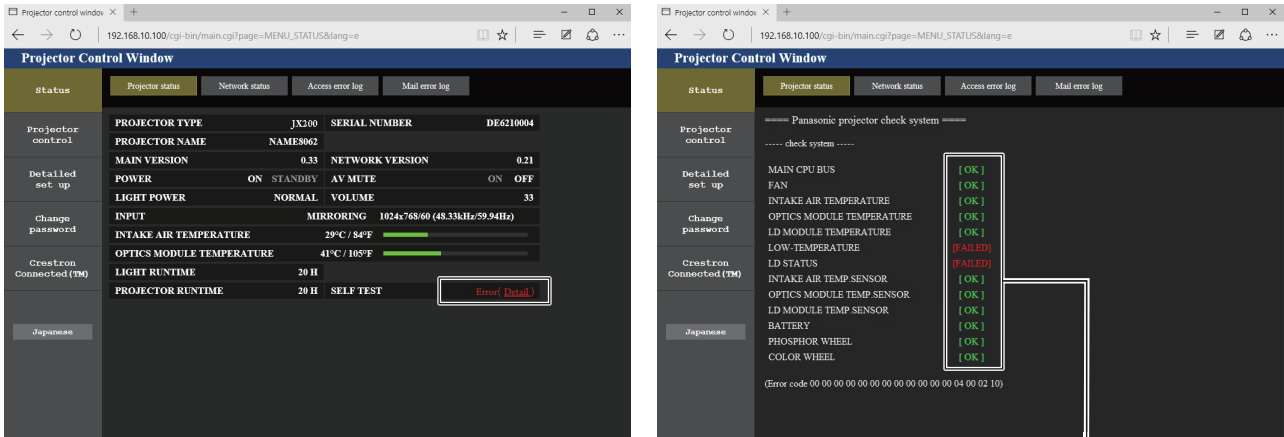 Projector control windov
192.168.10.100/cgi-bin/main.cgi?page=MENU_STATUS&lang=e
Projector Control Window
Status
Projector control
Detailed set up
Change password
Crestron Connected(TM)
Japanese
Projector status Network status Access error log Mail error log
PROJECTOR TYPE JX200 SERIAL NUMBER DE6210004
PROJECTOR NAME NAME8062
MAIN VERSION 0.33 NETWORK VERSION 0.21
POWER ON STANDBY AV MUTE ON OFF
LIGHT POWER NORMAL VOLUME 33
INPUT MIRRORING 1024x768/60 (48.33kHz/59.94Hz)
INTAKE AIR TEMPERATURE 29°C / 84°F
OPTICS MODULE TEMPERATURE 41°C / 105°F
LIGHT RUNTIME 20 H
PROJECTOR RUNTIME 20 H SELF TEST Error( Detail )
Projector control windov
192.168.10.100/cgi-bin/main.cgi?page=MENU_STATUS&lang=e
Projector Control Window
Status
Projector control
Detailed set up
Change password
Crestron Connected(TM)
Japanese
Projector status Network status Access error log Mail error log
==== Panasonic projector check system ====
----- check system -----
MAIN CPU BUS [ OK ]
FAN [ OK ]
INTAKE AIR TEMPERATURE [ OK ]
OPTICS MODULE TEMPERATURE [ OK ]
LD MODULE TEMPERATURE [ OK ]
LOW-TEMPERATURE [FAILED]
LD STATUS [FAILED]
INTAKE AIR TEMP.SENSOR [ OK ]
OPTICS MODULE TEMP.SENSOR [ OK ]
LD MODULE TEMP.SENSOR [ OK ]
BATTERY [ OK ]
PHOSPHOR WHEEL [ OK ]
COLOR WHEEL [ OK ]
(Error code 00 00 00 00 00 00 00 00 00 00 00 00 04 00 02 10)